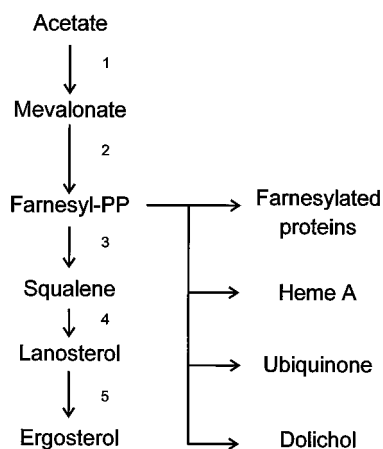 Acetate
1
Mevalonate
2
Farnesyl-PP
Farnesylated
proteins
3
Squalene
Heme A
4
Lanosterol
Ubiquinone
5
Ergosterol
Dolichol